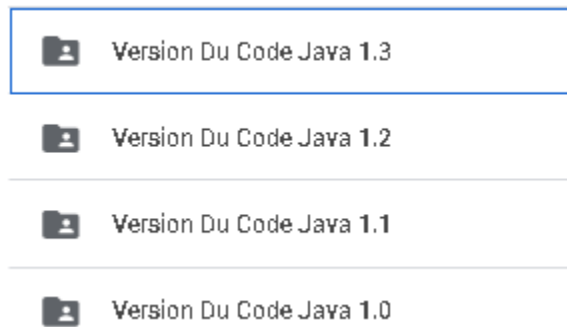 Version Du Code Java 1.3
Version Du Code Java 1.2
Version Du Code Java 1.1
Version Du Code Java 1.0